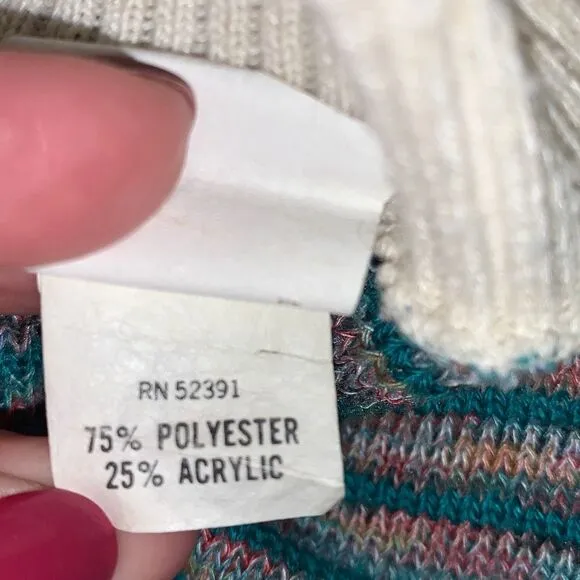 RN 52391
75% POLYESTER
25% ACRYLIC